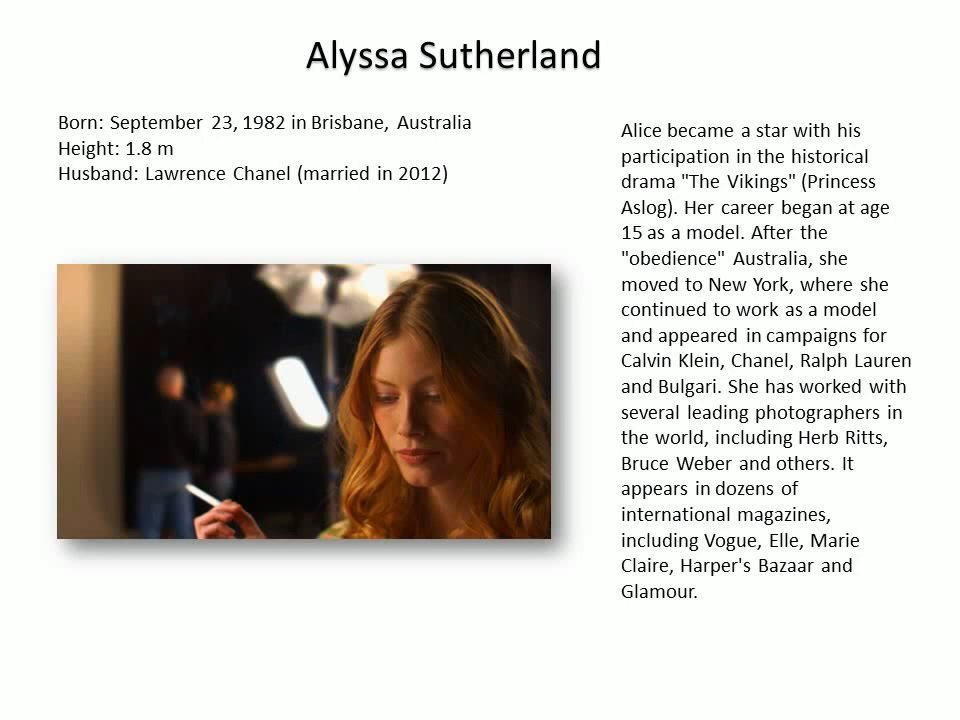 Alyssa Sutherland
Born: September 23, 1982 in Brisbane, Australia
Height: 1.8 m
Husband: Lawrence Chanel (married in 2012)
Alice became a star with his
participation in the historical
drama "The Vikings" (Princess
Aslog). Her career began at age
15 as a model. After the
"obedience" Australia, she
moved to New York, where she
continued to work as a model
and appeared in campaigns for
Calvin Klein, Chanel, Ralph Lauren
and Bulgari. She has worked with
several leading photographers in
the world, including Herb Ritts,
Bruce Weber and others. It
appears in dozens of
international magazines,
including Vogue, Elle, Marie
Claire, Harper's Bazaar and
Glamour.